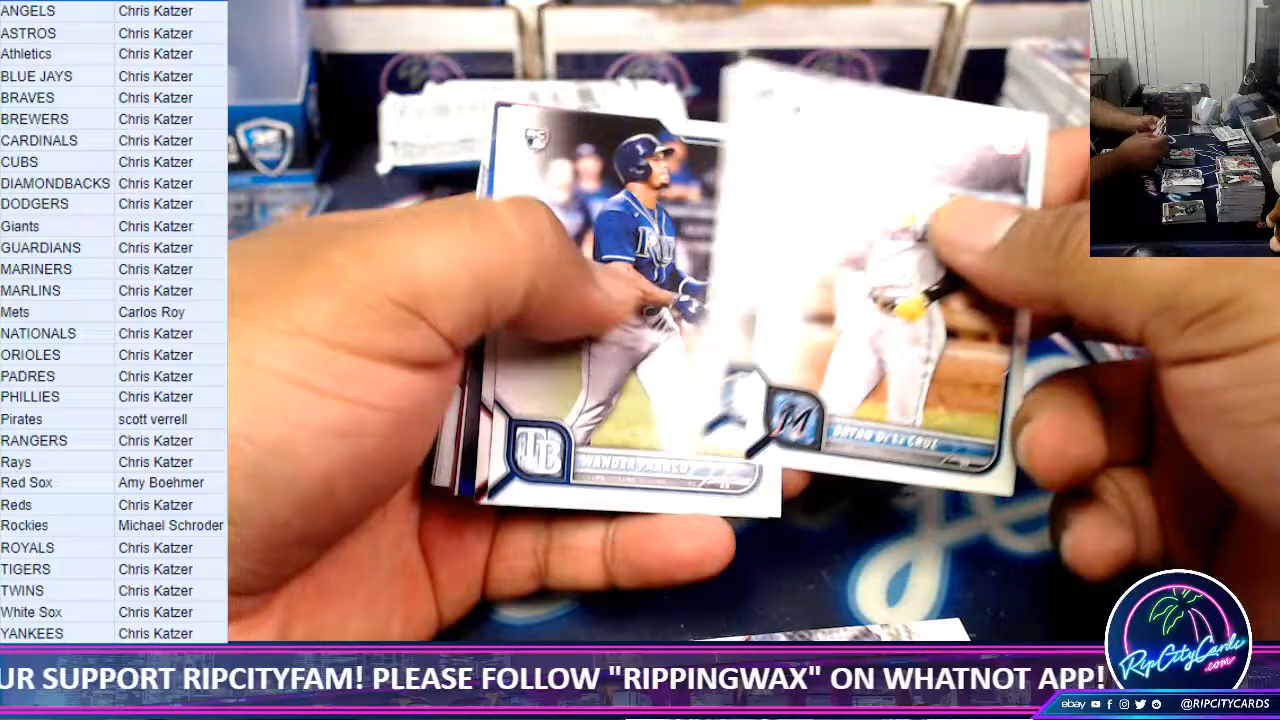 ANGELS Chris Katzer
ASTROS Chris Katzer
Athletics Chris Katzer
BLUE JAYS Chris Katzer
BRAVES Chris Katzer
BREWERS Chris Katzer
CARDINALS Chris Katzer
CUBS Chris Katzer
DIAMONDBACKS Chris Katzer
DODGERS Chris Katzer
Giants Chris Katzer
GUARDIANS Chris Katzer
MARINERS Chris Katzer
MARLINS Chris Katzer
Mets Carlos Roy
NATIONALS Chris Katzer
ORIOLES Chris Katzer
PADRES Chris Katzer
PHILLIES Chris Katzer
Pirates scott verrell
RANGERS Chris Katzer
Rays Chris Katzer
Red Sox Amy Boehmer
Reds Chris Katzer
Rockies Michael Schroder
ROYALS Chris Katzer
TIGERS Chris Katzer
TWINS Chris Katzer
White Sox Chris Katzer
YANKEES Chris Katzer
RC
TB
WANDER FRANCO
M
BRYAN DE LA CRUZ
UR SUPPORT RIPCITYFAM! PLEASE FOLLOW "RIPPINGWAX" ON WHATNOT APP!
RipCityCards
.com
ebay @RIPCITYCARDS